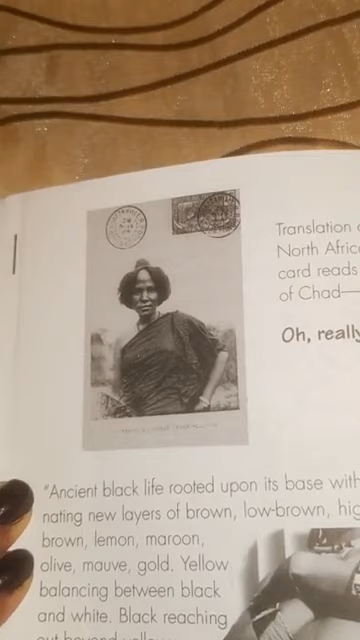 Translation
North Afric
card reads
of Chad—
Oh, really
"Ancient black life rooted upon its base with
nating new layers of brown, low-brown, hig
brown, lemon, maroon,
olive, mauve, gold. Yellow
balancing between black
and white. Black reaching